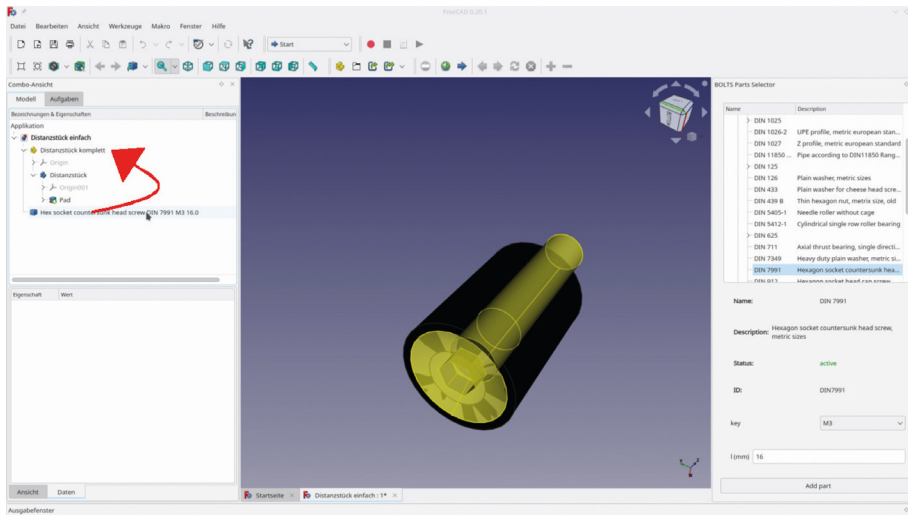 FreeCAD 0.20.1
Datei Bearbeiten Ansicht Werkzeuge Makro Fenster Hilfe
Start
Combo-Ansicht
Modell Aufgaben
Bezeichnungen & Eigenschaften Beschreibun
Applikation
Distanzstück einfach
Distanzstück komplett
Origin
Distanzstück
Origin001
Pad
Hex socket countersunk head screw DIN 7991 M3 16.0
Eigenschaft Wert
Ansicht Daten
Startseite
Distanzstück einfach : 1*
Ausgabefenster
BOLTS Parts Selector
Name Description
DIN 1025
DIN 1026-2 UPE profile, metric european stan...
DIN 1027 Z profile, metric european standard
DIN 11850 ... Pipe according to DIN11850 Rang...
DIN 125
DIN 126 Plain washer, metric sizes
DIN 433 Plain washer for cheese head scre...
DIN 439 B Thin hexagon nut, metrix size, old
DIN 5405-1 Needle roller without cage
DIN 5412-1 Cylindrical single row roller bearing
DIN 625
DIN 711 Axial thrust bearing, single directi...
DIN 7349 Heavy duty plain washer, metric si...
DIN 7991 Hexagon socket countersunk hea...
DIN 912 Hexagon socket head cap screw
Name: DIN 7991
Description: Hexagon socket countersunk head screw,
metric sizes
Status: active
ID: DIN7991
key M3
l (mm) 16
Add part